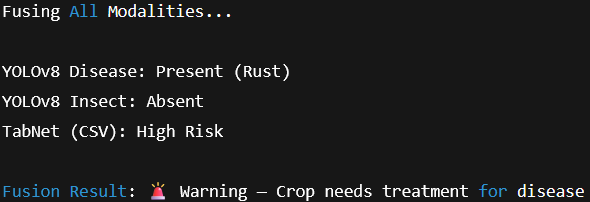 Fusing All Modalities...
YOLOv8 Disease: Present (Rust)
YOLOv8 Insect: Absent
TabNet (CSV): High Risk
Fusion Result: 🚨 Warning — Crop needs treatment for disease